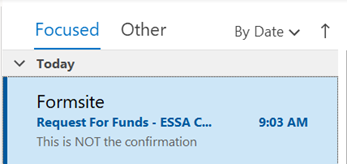 Focused Other By Date
Today
Formsite
Request For Funds - ESSA C... 9:03 AM
This is NOT the confirmation